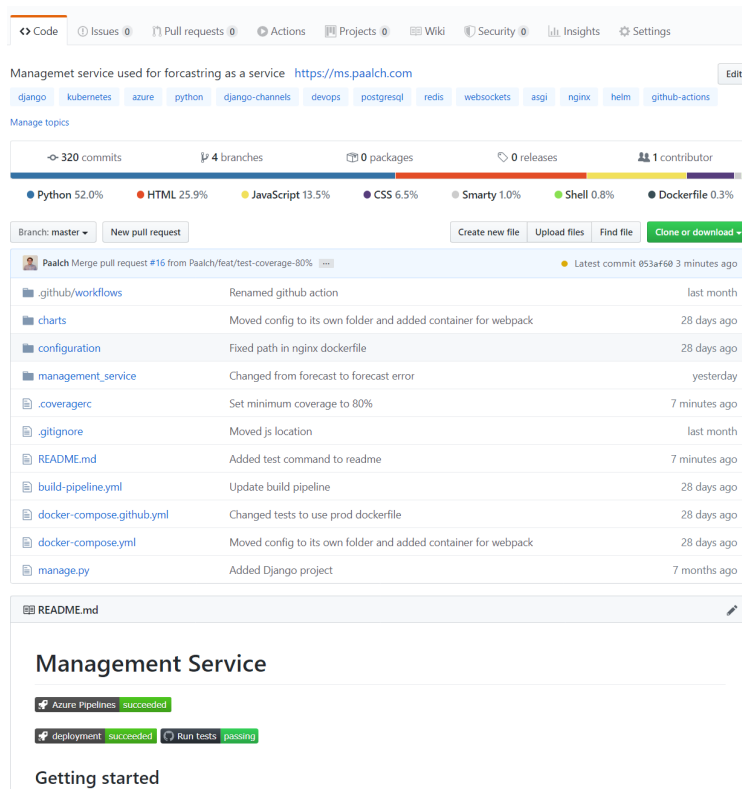 Code Issues 0 Pull requests 0 Actions Projects 0 Wiki Security 0 Insights Settings
Managemet service used for forcastring as a service https://ms.paalch.com
Edit
django kubernetes azure python django-channels devops postgresql redis websockets asgi nginx helm github-actions
Manage topics
320 commits 4 branches 0 packages 0 releases 1 contributor
Python 52.0% HTML 25.9% JavaScript 13.5% CSS 6.5% Smarty 1.0% Shell 0.8% Dockerfile 0.3%
Branch: master New pull request Create new file Upload files Find file Clone or download
Paalch Merge pull request #16 from Paalch/feat/test-coverage-80% ... Latest commit 053af60 3 minutes ago
.github/workflows Renamed github action last month
charts Moved config to its own folder and added container for webpack 28 days ago
configuration Fixed path in nginx dockerfile 28 days ago
management_service Changed from forecast to forecast error yesterday
.coveragerc Set minimum coverage to 80% 7 minutes ago
.gitignore Moved js location last month
README.md Added test command to readme 7 minutes ago
build-pipeline.yml Update build pipeline 28 days ago
docker-compose.github.yml Changed tests to use prod dockerfile 28 days ago
docker-compose.yml Moved config to its own folder and added container for webpack 28 days ago
manage.py Added Django project 7 months ago
README.md
Management Service
Azure Pipelines succeeded
deployment succeeded Run tests passing
Getting started